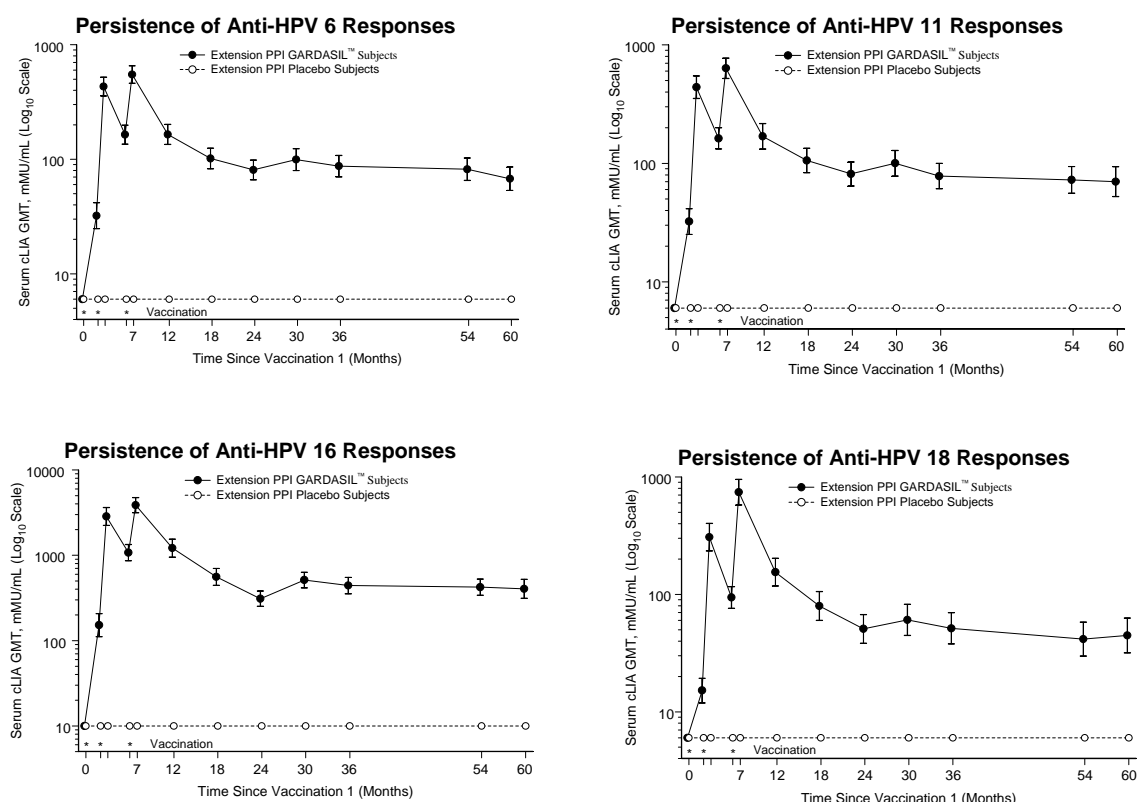 Persistence of Anti-HPV 6 Responses
Extension PPI GARDASIL™ Subjects
Extension PPI Placebo Subjects
Serum cLIA GMT, mMU/mL (Log10 Scale)
1000
100
10
* * * Vaccination
0 7 12 18 24 30 36 54 60
Time Since Vaccination 1 (Months)
Persistence of Anti-HPV 11 Responses
Extension PPI GARDASIL™ Subjects
Extension PPI Placebo Subjects
Serum cLIA GMT, mMU/mL (Log10 Scale)
1000
100
10
* * * Vaccination
0 7 12 18 24 30 36 54 60
Time Since Vaccination 1 (Months)
Persistence of Anti-HPV 16 Responses
Extension PPI GARDASIL™ Subjects
Extension PPI Placebo Subjects
Serum cLIA GMT, mMU/mL (Log10 Scale)
10000
1000
100
10
* * * Vaccination
0 7 12 18 24 30 36 54 60
Time Since Vaccination 1 (Months)
Persistence of Anti-HPV 18 Responses
Extension PPI GARDASIL™ Subjects
Extension PPI Placebo Subjects
Serum cLIA GMT, mMU/mL (Log10 Scale)
1000
100
10
* * * Vaccination
0 7 12 18 24 30 36 54 60
Time Since Vaccination 1 (Months)